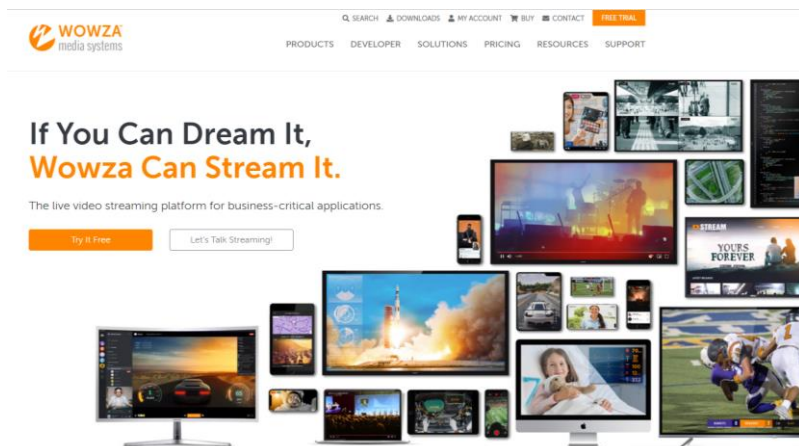 SEARCH DOWNLOADS MY ACCOUNT BUY CONTACT FREE TRIAL
WOWZA
media systems
PRODUCTS DEVELOPER SOLUTIONS PRICING RESOURCES SUPPORT
If You Can Dream It,
Wowza Can Stream It.
The live video streaming platform for business-critical applications.
Try It Free
Let's Talk Streaming!
STREAM
YOURS
FOREVER